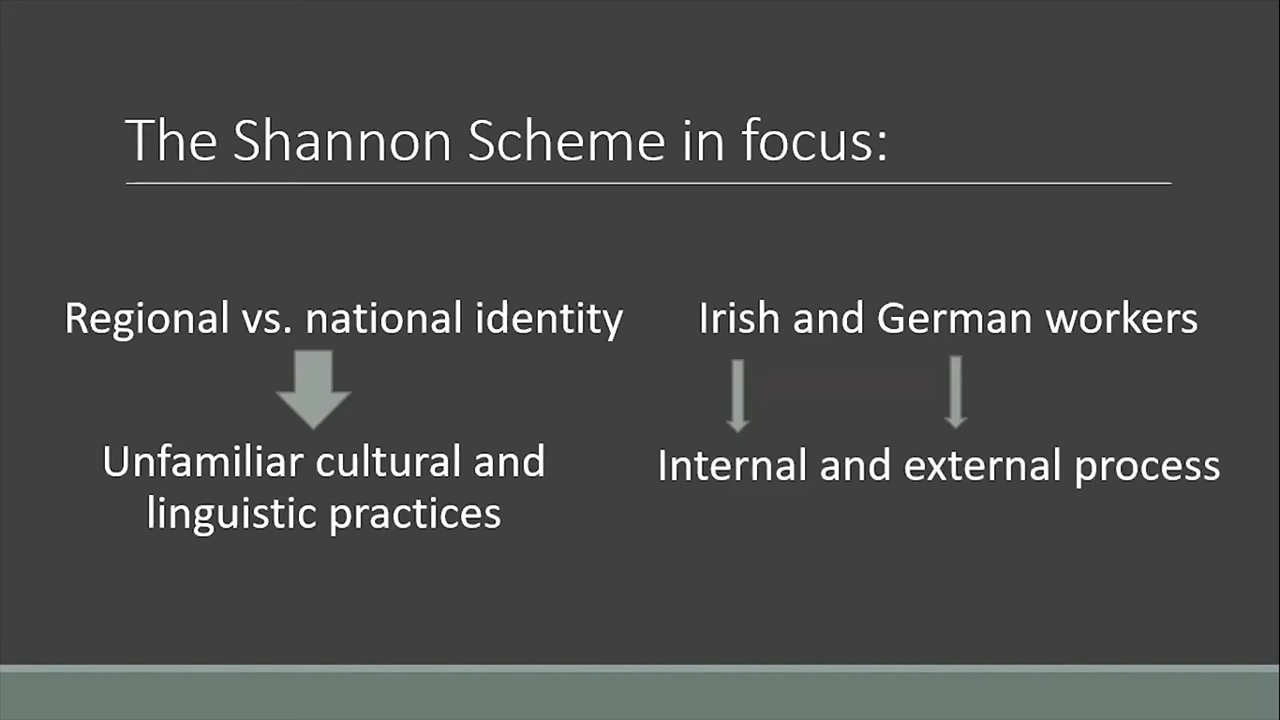 The Shannon Scheme in focus:
Regional vs. national identity
Unfamiliar cultural and
linguistic practices
Irish and German workers
Internal and external process